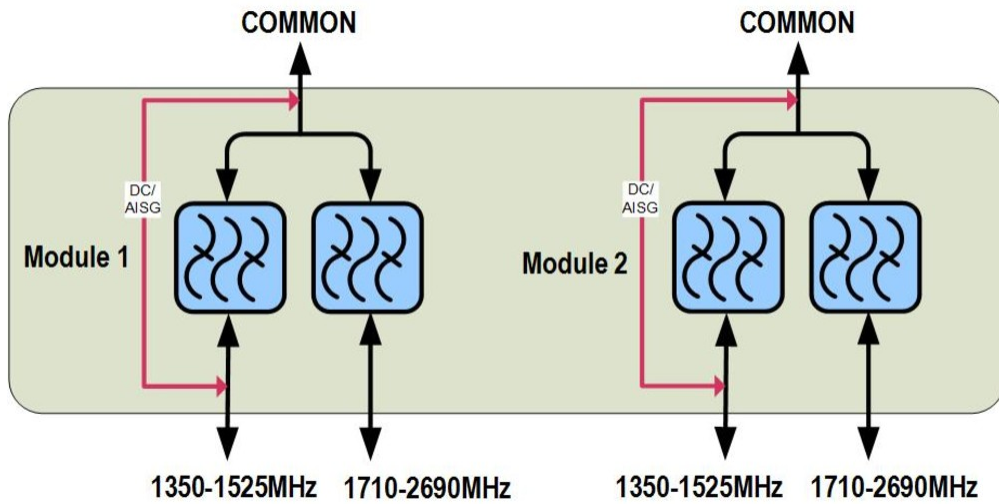 COMMON
COMMON
DC/
AISG
DC/
AISG
Module 1
Module 2
1350-1525MHz
1710-2690MHz
1350-1525MHz
1710-2690MHz